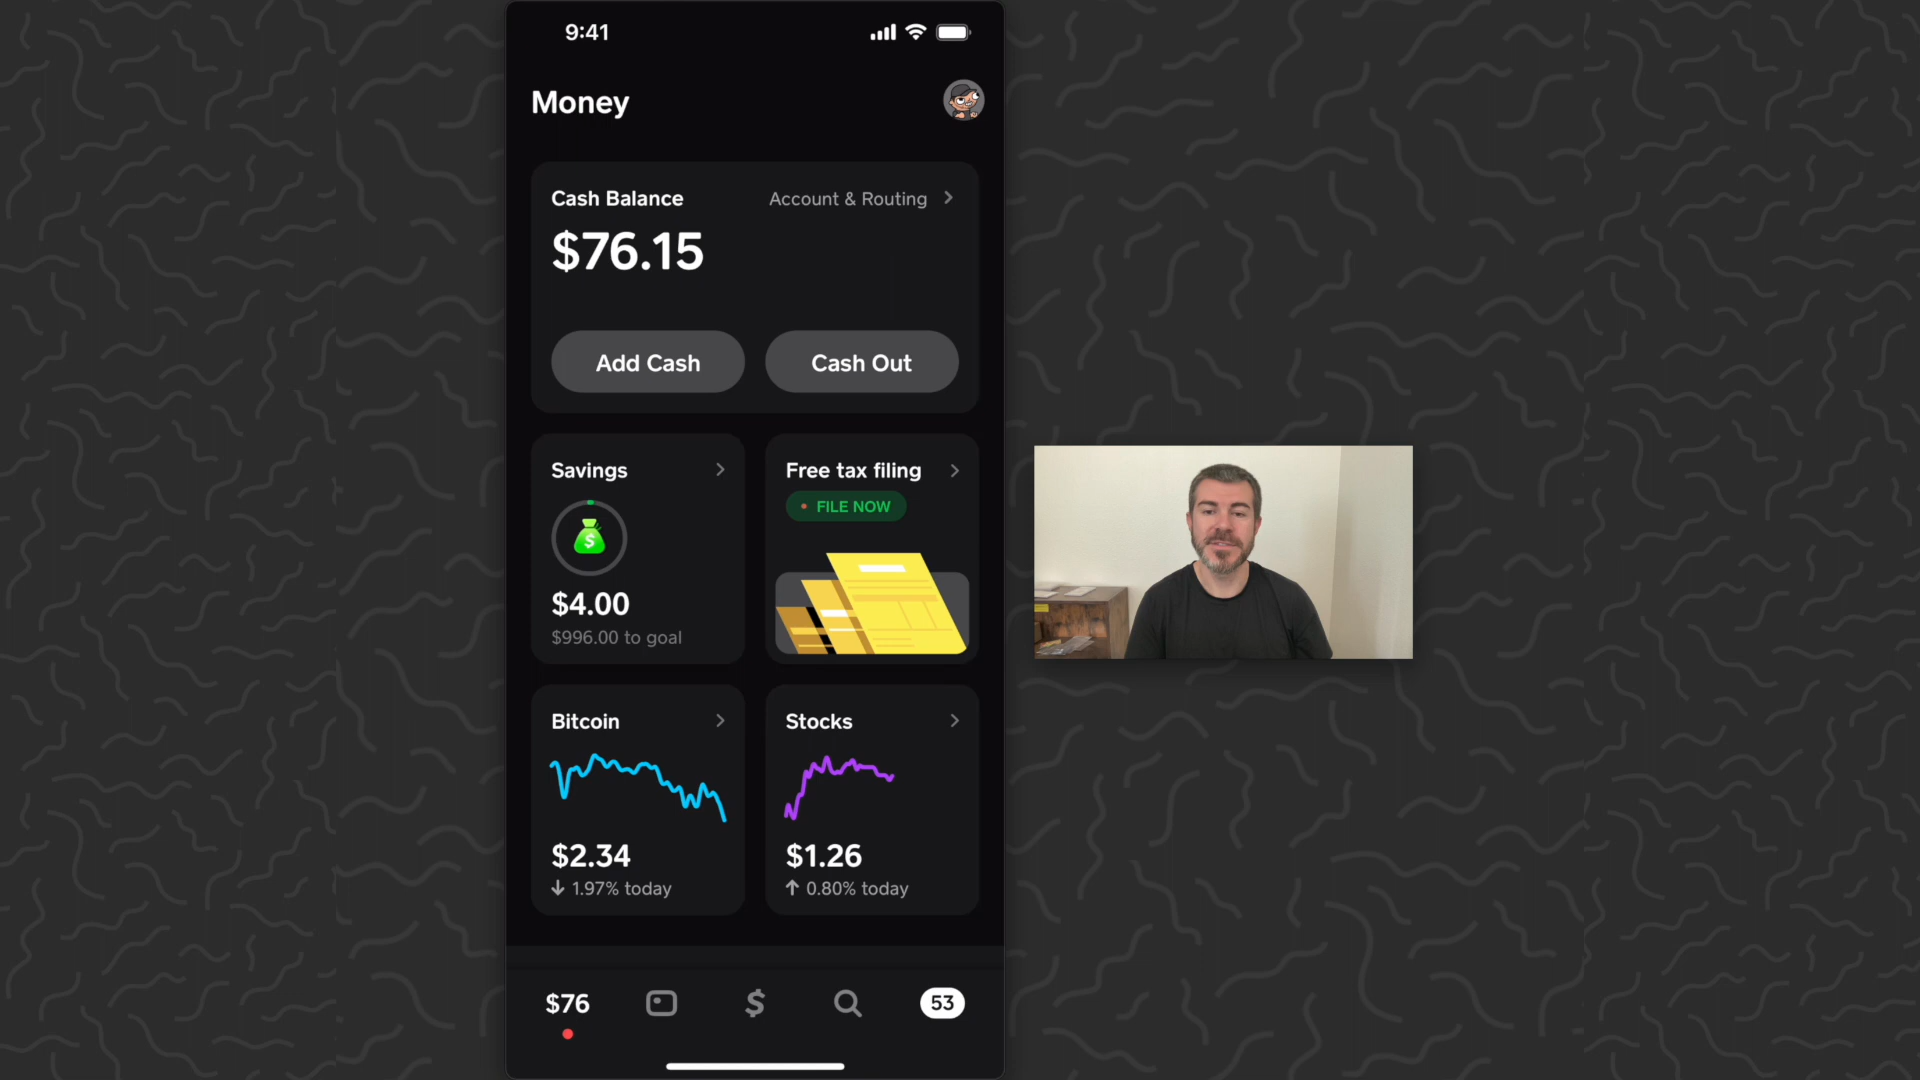 9:41
Money
Cash Balance
Account & Routing
$76.15
Add Cash
Cash Out
Savings
$
$4.00
$996.00 to goal
Free tax filing
FILE NOW
Bitcoin
$2.34
1.97% today
Stocks
$1.26
0.80% today
$76
$
53